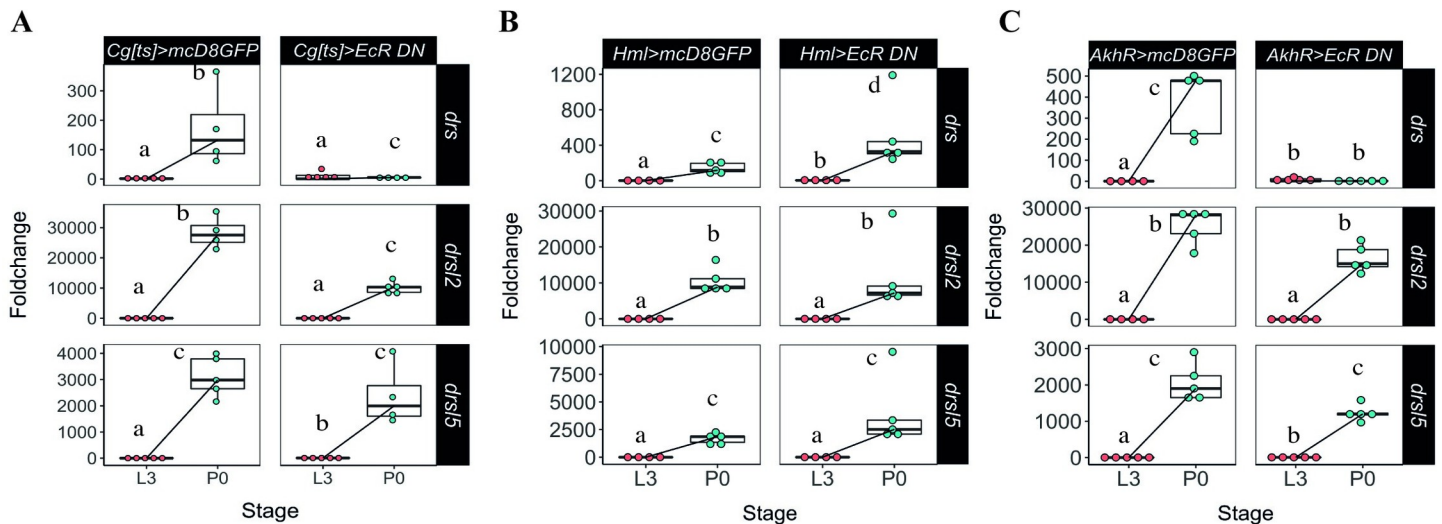 A
Cg[ts]>mcD8GFP
Cg[ts]>EcR DN
300
200
100
0
a
b
a
c
drs
30000
20000
10000
0
a
b
a
c
drsl2
4000
3000
2000
1000
0
a
c
b
c
drsl5
L3
P0
L3
P0
Foldchange
Stage
B
Hml>mcD8GFP
Hml>EcR DN
1200
800
400
0
a
c
b
d
drs
30000
20000
10000
0
a
b
a
b
drsl2
10000
7500
5000
2500
0
a
c
a
c
drsl5
L3
P0
L3
P0
Foldchange
Stage
C
AkhR>mcD8GFP
AkhR>EcR DN
500
400
300
200
100
0
a
c
b
b
drs
30000
20000
10000
0
a
b
a
b
drsl2
3000
2000
1000
0
a
c
b
c
drsl5
L3
P0
L3
P0
Foldchange
Stage